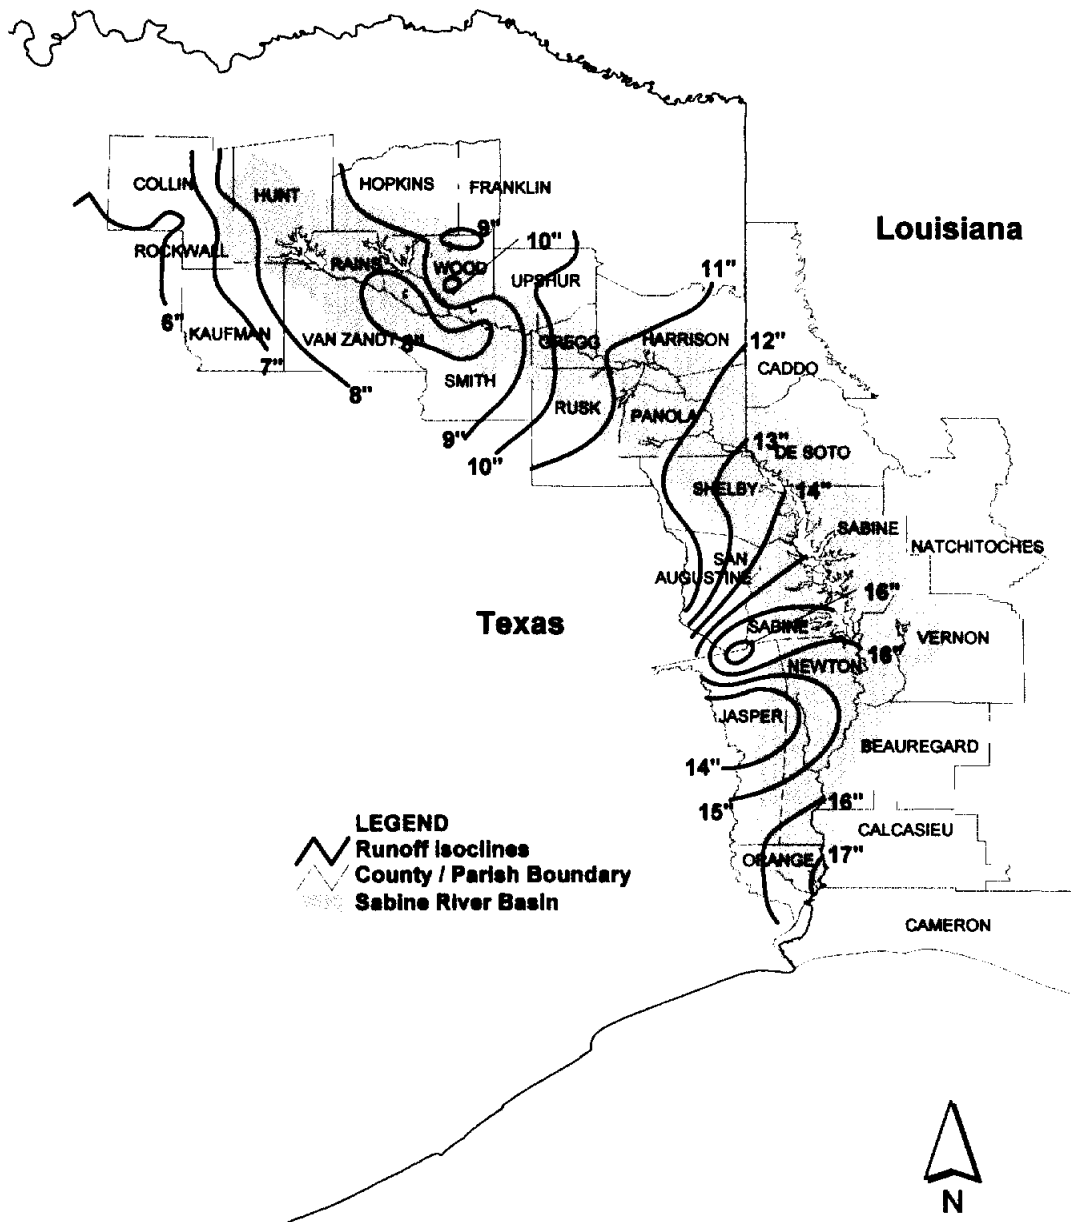 COLLIN
HUNT
HOPKINS
FRANKLIN
Louisiana
9"
10"
ROCKWALL
RAINS
WOOD
UPSHUR
11"
6"
KAUFMAN
VAN ZANDT
GREGG
HARRISON
12"
7"
CADDO
8"
SMITH
RUSK
PANOLA
9"
10"
13"
DE SOTO
SHELBY
14"
SABINE
NATCHITOCHES
SAN
AUGUSTINE
16"
Texas
SABINE
VERNON
NEWTON
16"
JASPER
BEAUREGARD
14"
15"
16"
CALCASIEU
LEGEND
Runoff Isoclines
County / Parish Boundary
Sabine River Basin
ORANGE
17"
CAMERON
N